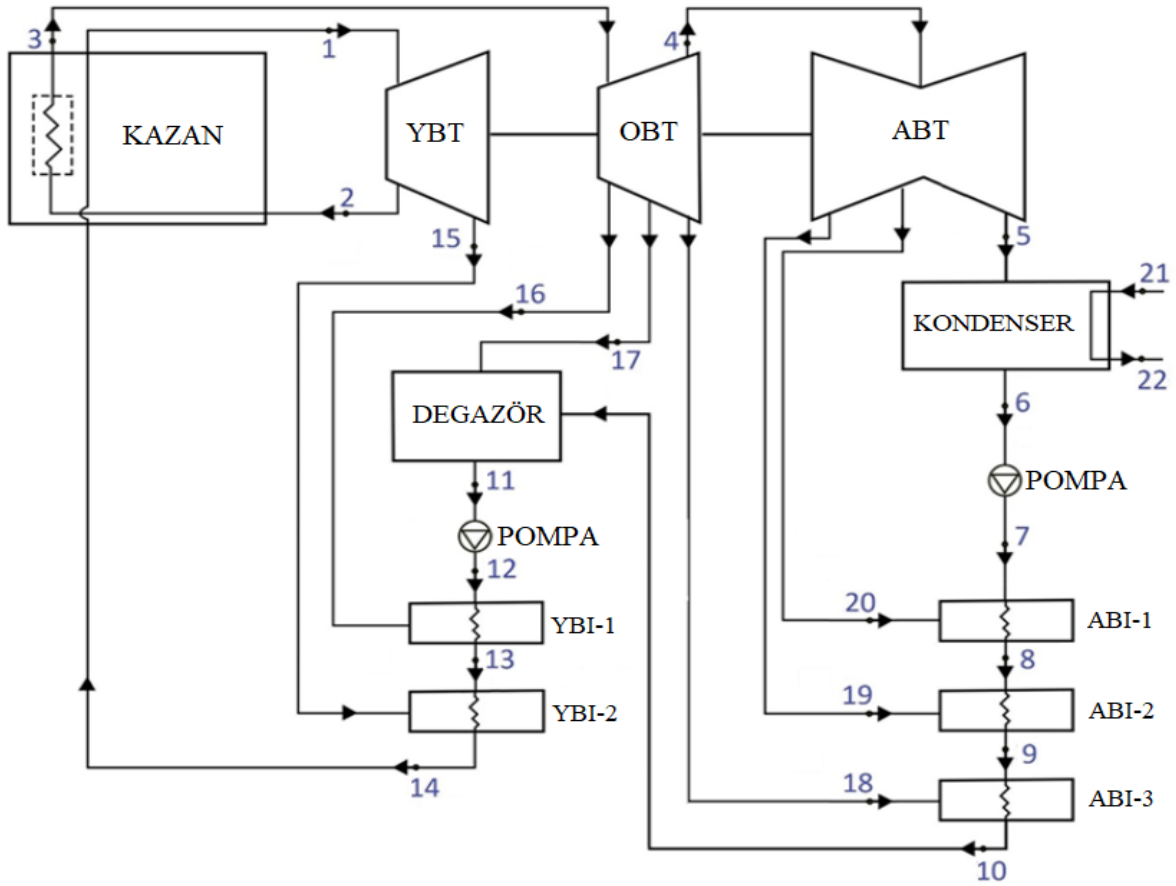 3
1
4
KAZAN
YBT
OBT
ABT
2
15
5
16
21
17
KONDENSER
22
DEGAZÖR
6
11
POMPA
POMPA
7
12
20
YBI-1
ABI-1
13
8
19
YBI-2
ABI-2
9
14
18
ABI-3
10